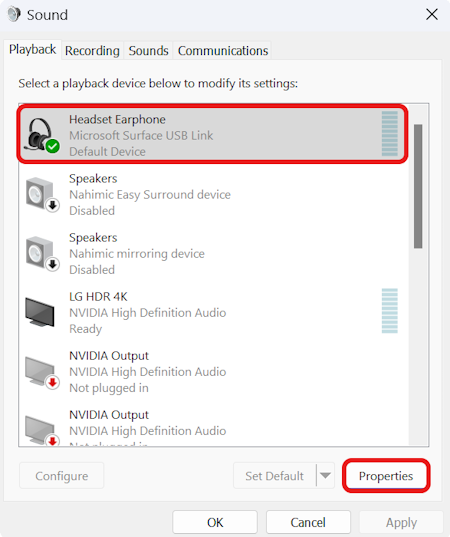 Sound
Playback Recording Sounds Communications
Select a playback device below to modify its settings:
Headset Earphone
Microsoft Surface USB Link
Default Device
Speakers
Nahimic Easy Surround device
Disabled
Speakers
Nahimic mirroring device
Disabled
LG HDR 4K
NVIDIA High Definition Audio
Ready
NVIDIA Output
NVIDIA High Definition Audio
Not plugged in
NVIDIA Output
NVIDIA High Definition Audio
Not plugged in
Configure Set Default Properties
OK Cancel Apply